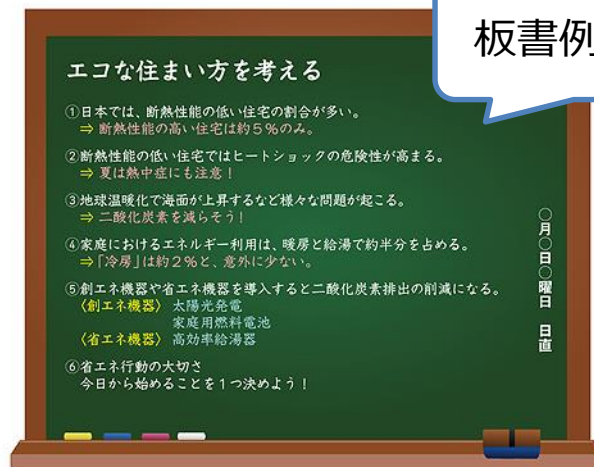 板書例
エコな住まい方を考える
①日本では、断熱性能の低い住宅の割合が多い。
⇒ 断熱性能の高い住宅は約5%のみ。
②断熱性能の低い住宅ではヒートショックの危険性が高まる。
⇒ 夏は熱中症にも注意!
③地球温暖化で海面が上昇するなど様々な問題が起こる。
⇒ 二酸化炭素を減らそう!
④家庭におけるエネルギー利用は、暖房と給湯で約半分を占める。
⇒「冷房」は約2%と、意外に少ない。
⑤創エネ機器や省エネ機器を導入すると二酸化炭素排出の削減になる。
〈創エネ機器〉 太陽光発電
家庭用燃料電池
〈省エネ機器〉 高効率給湯器
⑥省エネ行動の大切さ
今日から始めることを1つ決めよう!
〇月〇日〇曜日 日直